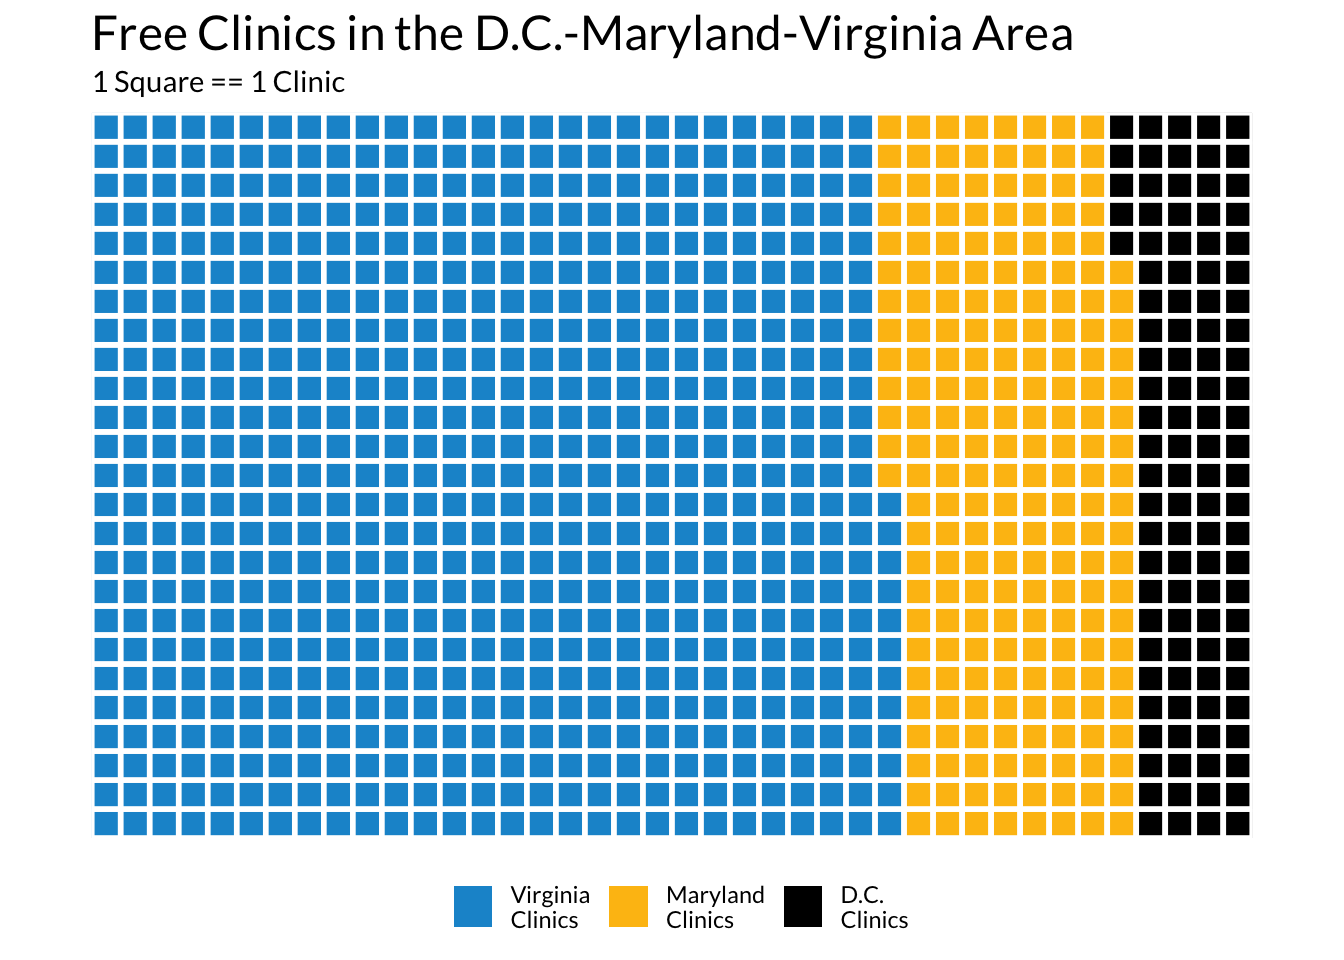 Free Clinics in the D.C.-Maryland-Virginia Area
1 Square == 1 Clinic
Virginia
Clinics
Maryland
Clinics
D.C.
Clinics